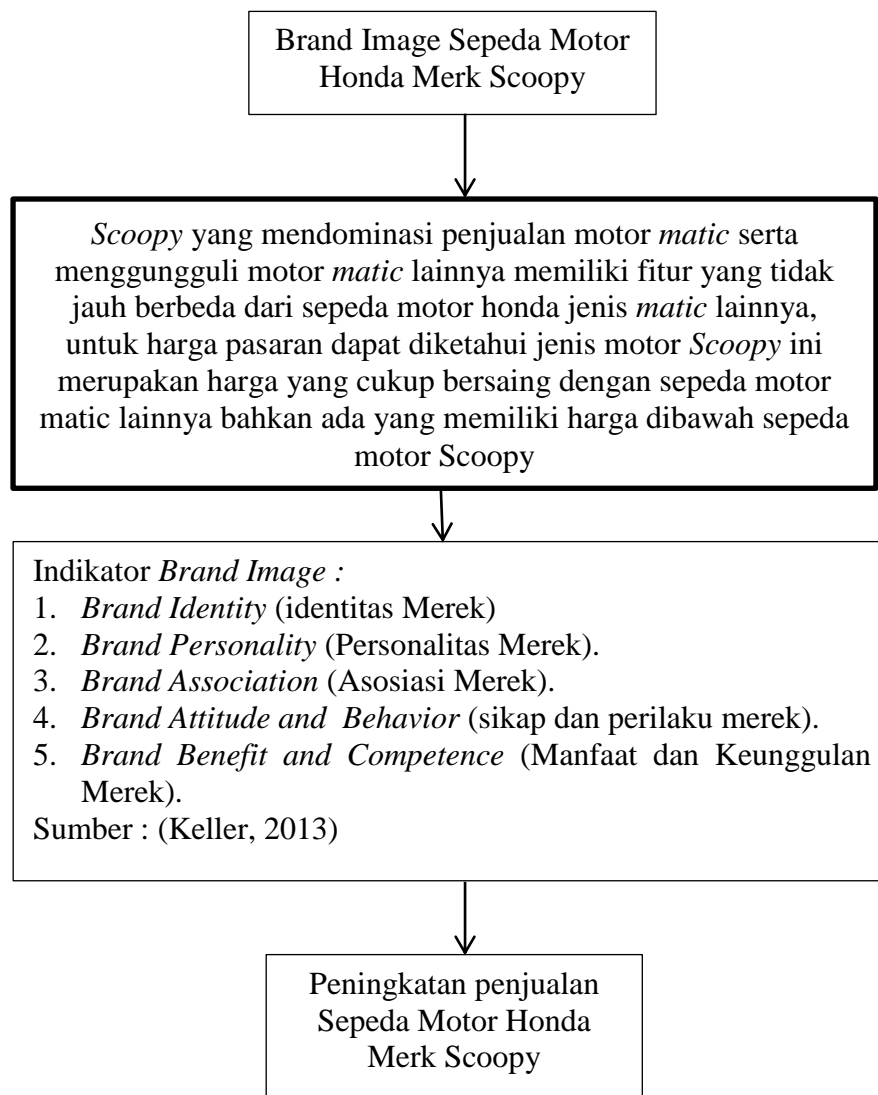 Brand Image Sepeda Motor
Honda Merk Scoopy
Scoopy yang mendominasi penjualan motor matic serta
menggungguli motor matic lainnya memiliki fitur yang tidak
jauh berbeda dari sepeda motor honda jenis matic lainnya,
untuk harga pasaran dapat diketahui jenis motor Scoopy ini
merupakan harga yang cukup bersaing dengan sepeda motor
matic lainnya bahkan ada yang memiliki harga dibawah sepeda
motor Scoopy
Indikator Brand Image :
1. Brand Identity (identitas Merek)
2. Brand Personality (Personalitas Merek).
3. Brand Association (Asosiasi Merek).
4. Brand Attitude and Behavior (sikap dan perilaku merek).
5. Brand Benefit and Competence (Manfaat dan Keunggulan
Merek).
Sumber : (Keller, 2013)
Peningkatan penjualan
Sepeda Motor Honda
Merk Scoopy